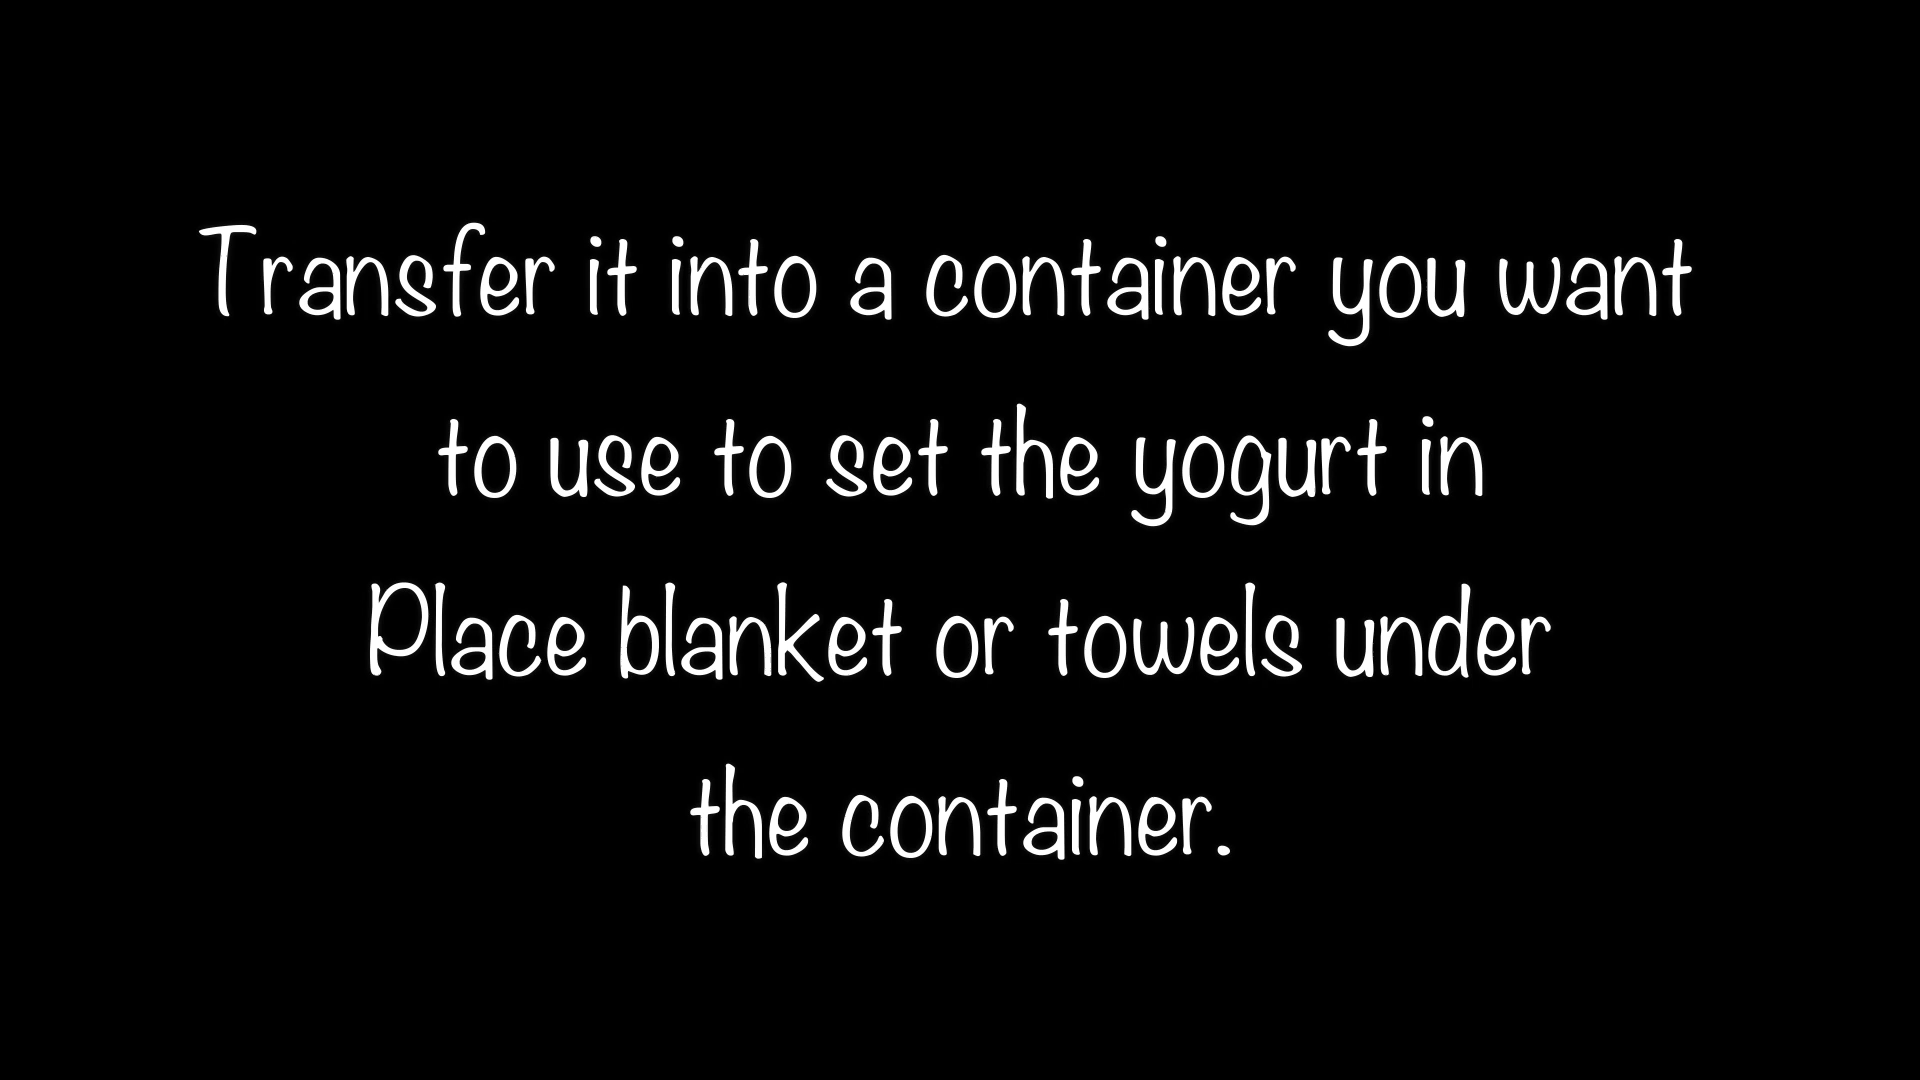 Transfer it into a container you want
to use to set the yogurt in
Place blanket or towels under
the container.